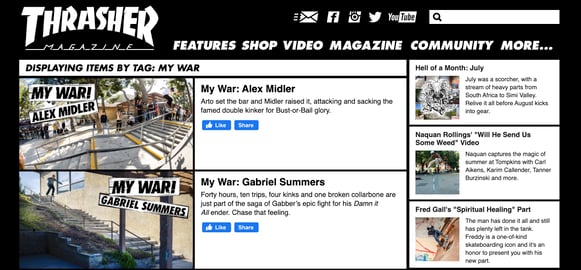 THRASHER
MAGAZINE
You Tube
FEATURES SHOP VIDEO MAGAZINE COMMUNITY MORE...
DISPLAYING ITEMS BY TAG: MY WAR
MY WAR!
ALEX MIDLER
My War: Alex Midler
Arto set the bar and Midler raised it, attacking and sacking the
famed double kinker for Bust-or-Bail glory.
Like Share
MY WAR!
GABRIEL SUMMERS
My War: Gabriel Summers
Forty hours, ten trips, four kinks and one broken collarbone are
just part of the saga of Gabber's epic fight for his Damn it
All ender. Chase that feeling.
Like Share
Hell of a Month: July
July was a scorcher, with a
stream of heavy parts from
South Africa to Simi Valley.
Relive it all before August kicks
into gear.
Naquan Rollings' "Will He Send Us
Some Weed" Video
Naquan captures the magic of
summer at Tompkins with Carl
Aikens, Karim Callender, Tanner
Burzinski and more.
Fred Gall's "Spiritual Healing" Part
The man has done it all and still
has plenty left in the tank.
Freddy is a one-of-kind
skateboarding icon and it's an
honor to present you with his
new part.